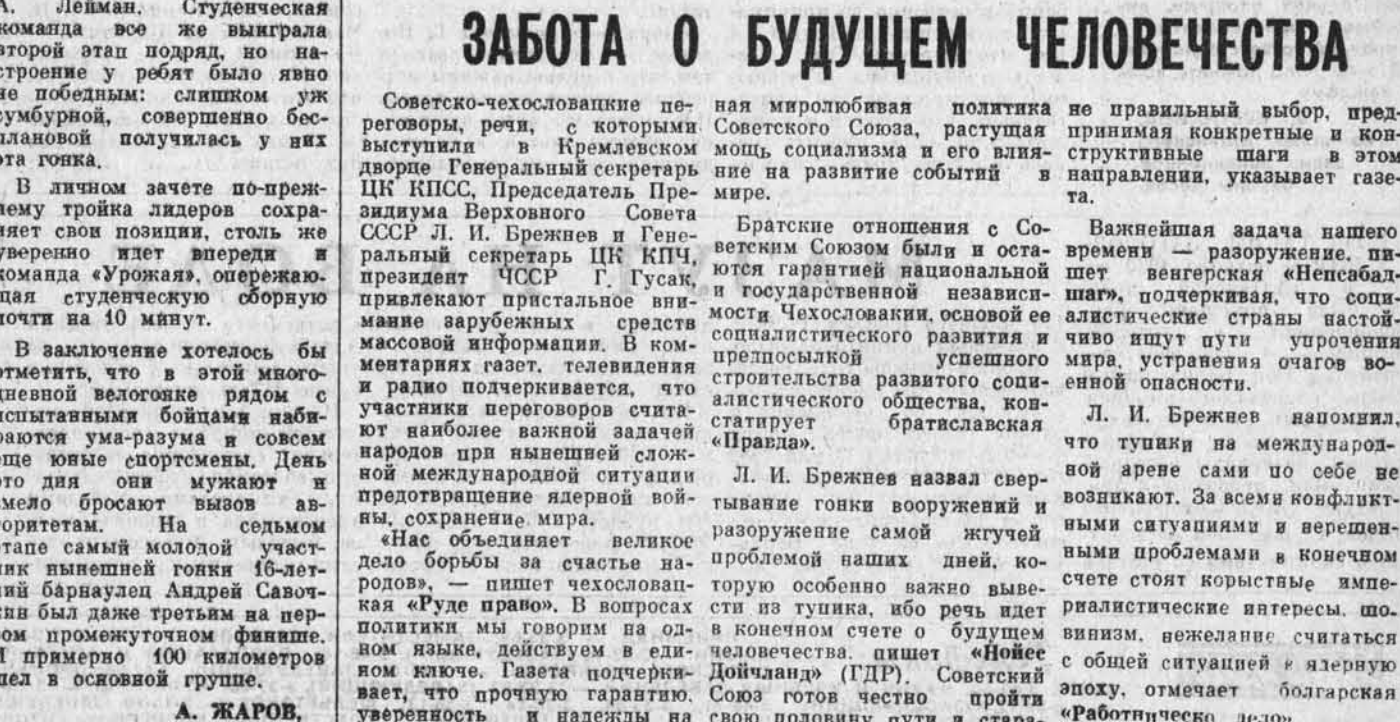 А. Лейман. Студенческая
команда все же выиграла
второй этап подряд, но на-
строение у ребят было явно
не победным: слишком уж
сумбурной, совершенно бес-
плановой получилась у них
эта гонка.
В личном зачете по-преж-
нему тройка лидеров сохра-
няет свои позиции, столь же
уверенно идет впереди и
команда «Урожая», опережаю-
щая студенческую сборную
почти на 10 минут.
В заключение хотелось бы
отметить, что в этой много-
дневной велогонке рядом с
испытанными бойцами наби-
раются ума-разума и совсем
еще юные спортсмены. День
ото дня они мужают и
смело бросают вызов ав-
торитетам. На седьмом
этапе самый молодой участ-
ник нынешней гонки 16-лет-
ний барнаулец Андрей Савоч-
кин был даже третьим на пер-
вом промежуточном финише.
И примерно 100 километров
шел в основной группе.
А. ЖАРОВ,
ЗАБОТА О БУДУЩЕМ ЧЕЛОВЕЧЕСТВА
Советско-чехословацкие пе-
реговоры, речи, с которыми
выступили в Кремлевском
дворце Генеральный секретарь
ЦК КПСС, Председатель Пре-
зидиума Верховного Совета
СССР Л. И. Брежнев и Гене-
ральный секретарь ЦК КПЧ,
президент ЧССР Г. Гусак,
привлекают пристальное вни-
мание зарубежных средств
массовой информации. В ком-
ментариях газет, телевидения
и радио подчеркивается, что
участники переговоров счита-
ют наиболее важной задачей
народов при нынешней слож-
ной международной ситуации
предотвращение ядерной вой-
ны, сохранение мира.
«Нас объединяет великое
дело борьбы за счастье на-
родов», — пишет чехословац-
кая «Руде право». В вопросах
политики мы говорим на од-
ном языке, действуем в еди-
ном ключе. Газета подчерки-
вает, что прочную гарантию,
уверенность и надежды на
ная миролюбивая политика
Советского Союза, растущая
мощь социализма и его влия-
ние на развитие событий в
мире.
Братские отношения с Со-
ветским Союзом были и оста-
ются гарантией национальной
и государственной независи-
мости Чехословакии, основой ее
социалистического развития и
предпосылкой успешного
строительства развитого соци-
алистического общества, кон-
статирует братиславская
«Правда».
Л. И. Брежнев назвал свер-
тывание гонки вооружений и
разоружение самой жгучей
проблемой наших дней, ко-
торую особенно важно выве-
сти из тупика, ибо речь идет
в конечном счете о будущем
человечества, пишет «Нойес
Дойчланд» (ГДР). Советский
Союз готов честно пройти
свою половину пути и стара-
не правильный выбор, пред-
принимая конкретные и кон-
структивные шаги в этом
направлении, указывает газе-
та.
Важнейшая задача нашего
времени — разоружение, пи-
шет венгерская «Непсабад-
шаг», подчеркивая, что соци-
алистические страны настой-
чиво ищут пути упрочения
мира, устранения очагов во-
енной опасности.
Л. И. Брежнев напомнил,
что тупики на международ-
ной арене сами по себе не
возникают. За всеми конфликт-
ными ситуациями и нерешен-
ными проблемами в конечном
счете стоят корыстные импе-
риалистические интересы, шо-
винизм, нежелание считаться
с общей ситуацией в ядерную
эпоху, отмечает болгарская
«Работническо дело».